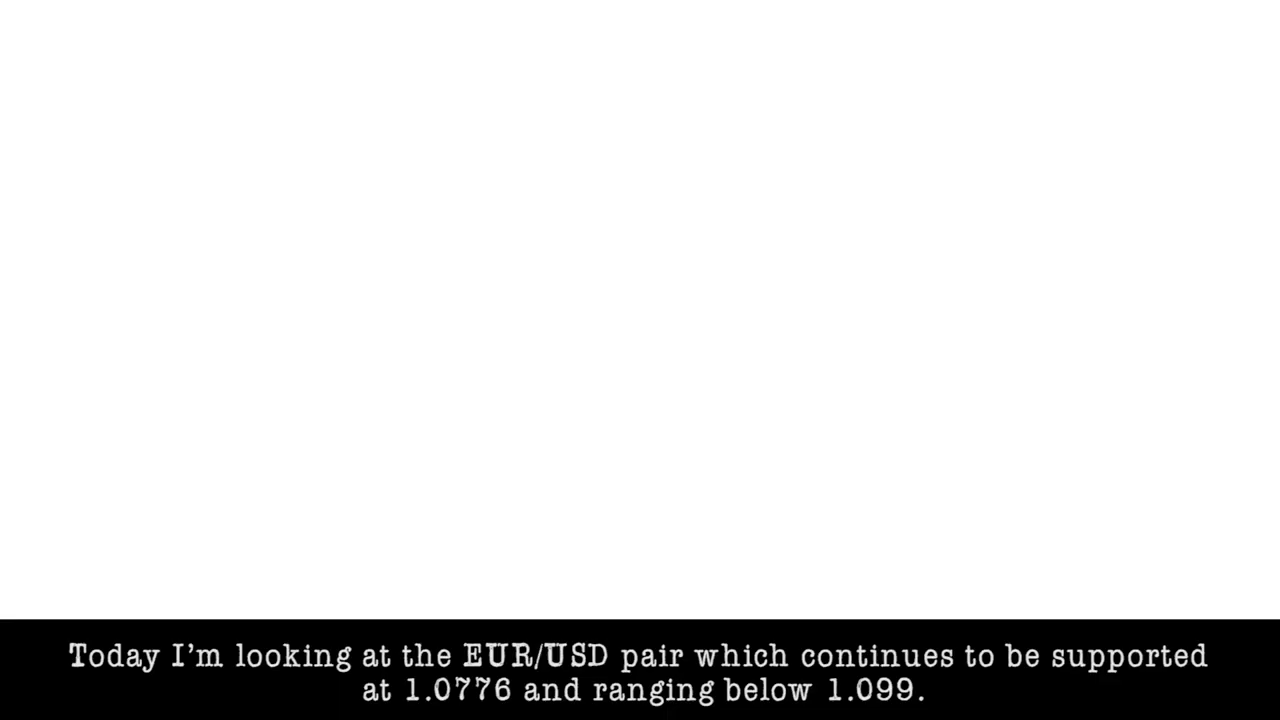 Today I'm looking at the EUR/USD pair which continues to be supported
at 1.0776 and ranging below 1.099.